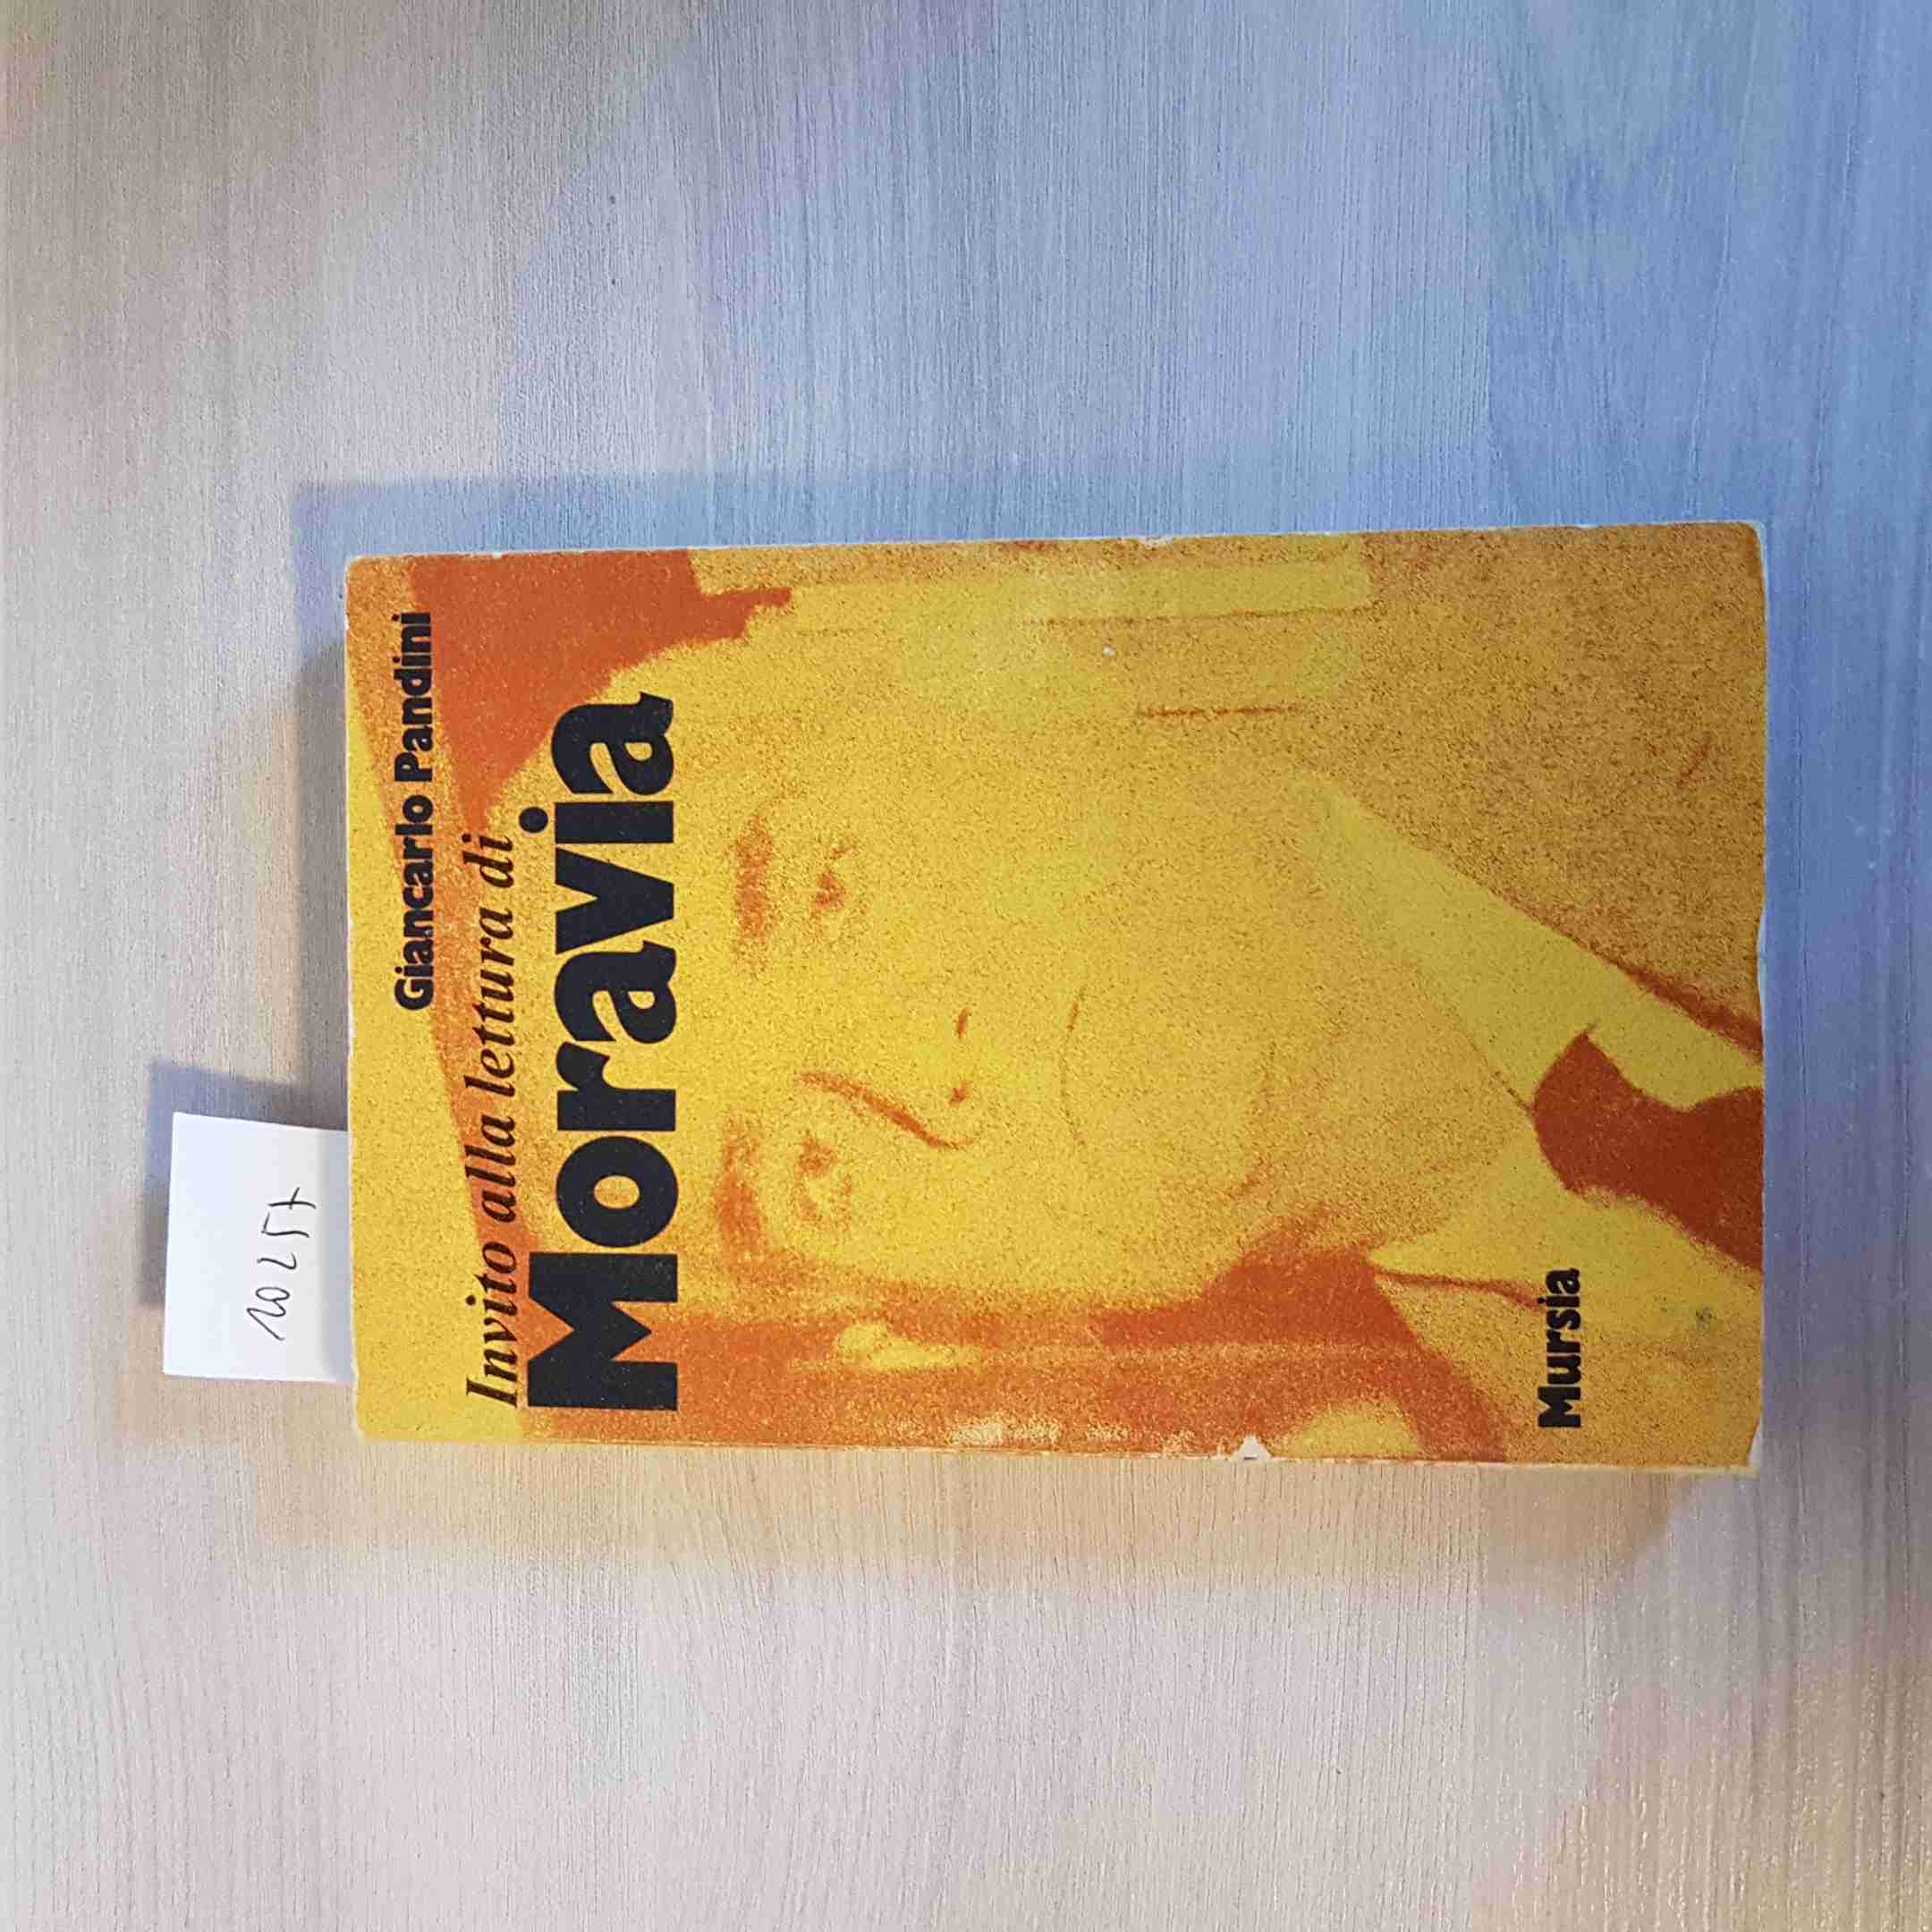 10257
Giancarlo Pandini
Invito alla lettura di
Moravia
Mursia